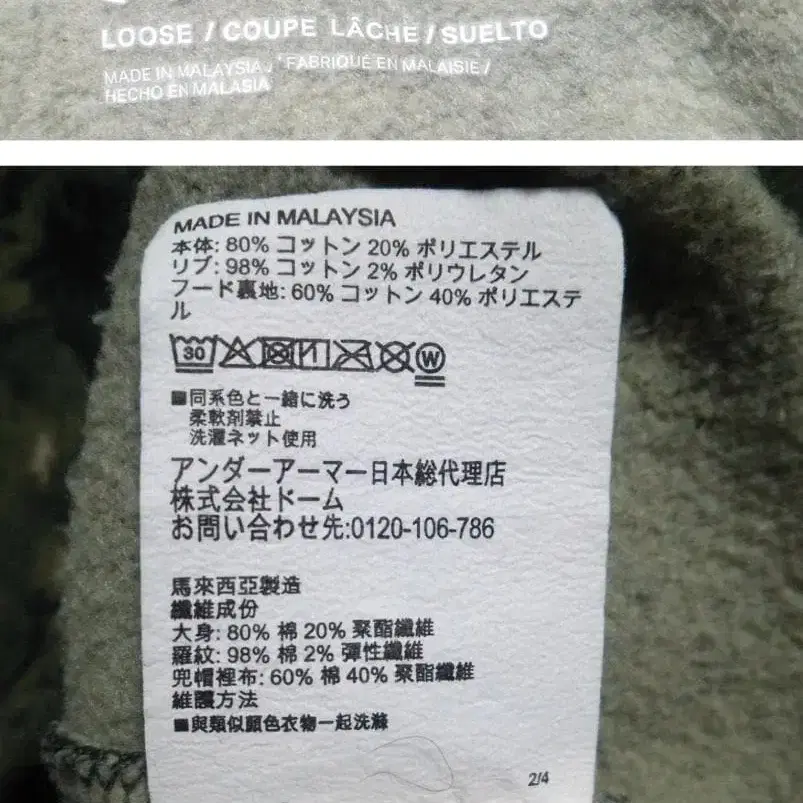 LOOSE / COUPE LÂCHE / SUELTO
MADE IN MALAYSIA / FABRIQUÉ EN MALAISIE /
HECHO EN MALASIA
MADE IN MALAYSIA
本体: 80% コットン 20% ポリエステル
リブ: 98% コットン 2% ポリウレタン
フード裏地: 60% コットン 40% ポリエステ
ル
30 W
■同系色と一緒に洗う
柔軟剤禁止
洗濯ネット使用
アンダーアーマー日本総代理店
株式会社ドーム
お問い合わせ先:0120-106-786
馬來西亞製造
纖維成份
大身: 80% 棉 20% 聚酯纖維
羅紋: 98% 棉 2% 彈性纖維
兜帽裡布: 60% 棉 40% 聚酯纖維
維護方法
■與類似顏色衣物一起洗滌
2/4